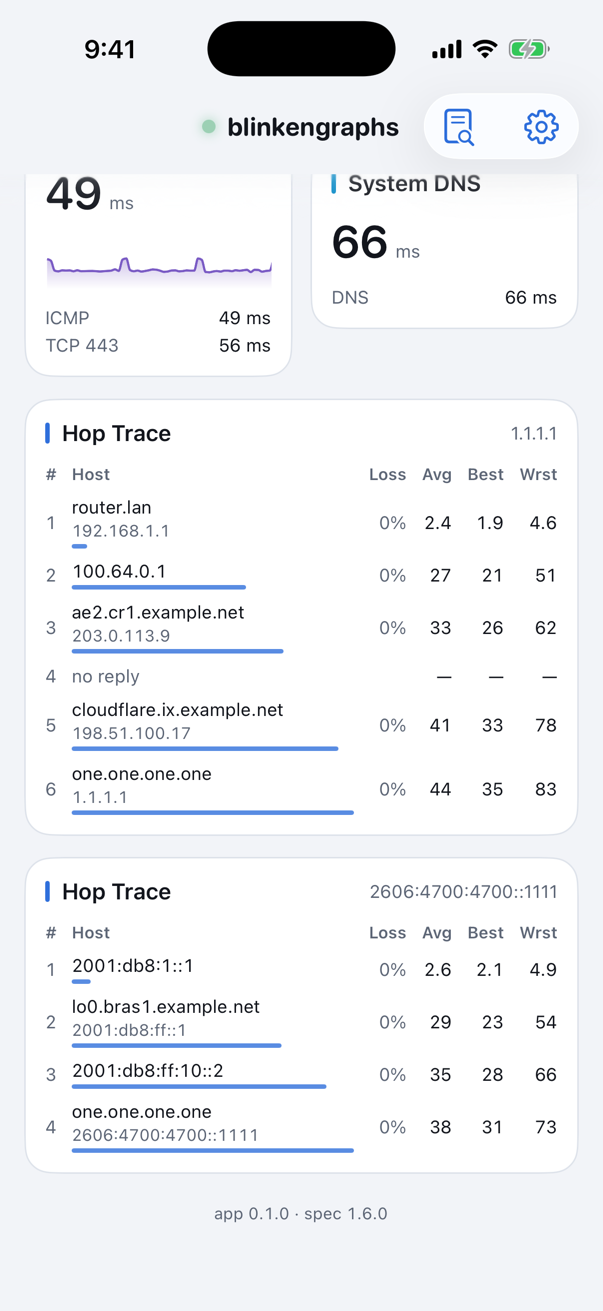 9:41
blinkengraphs
49 ms
ICMP 49 ms
TCP 443 56 ms
System DNS
66 ms
DNS 66 ms
Hop Trace 1.1.1.1
# Host Loss Avg Best Wrst
1 router.lan 0% 2.4 1.9 4.6
192.168.1.1
2 100.64.0.1 0% 27 21 51
3 ae2.cr1.example.net 0% 33 26 62
203.0.113.9
4 no reply — — —
5 cloudflare.ix.example.net 0% 41 33 78
198.51.100.17
6 one.one.one.one 0% 44 35 83
1.1.1.1
Hop Trace 2606:4700:4700::1111
# Host Loss Avg Best Wrst
1 2001:db8:1::1 0% 2.6 2.1 4.9
2 lo0.bras1.example.net 0% 29 23 54
2001:db8:ff::1
3 2001:db8:ff:10::2 0% 35 28 66
4 one.one.one.one 0% 38 31 73
2606:4700:4700::1111
app 0.1.0 · spec 1.6.0